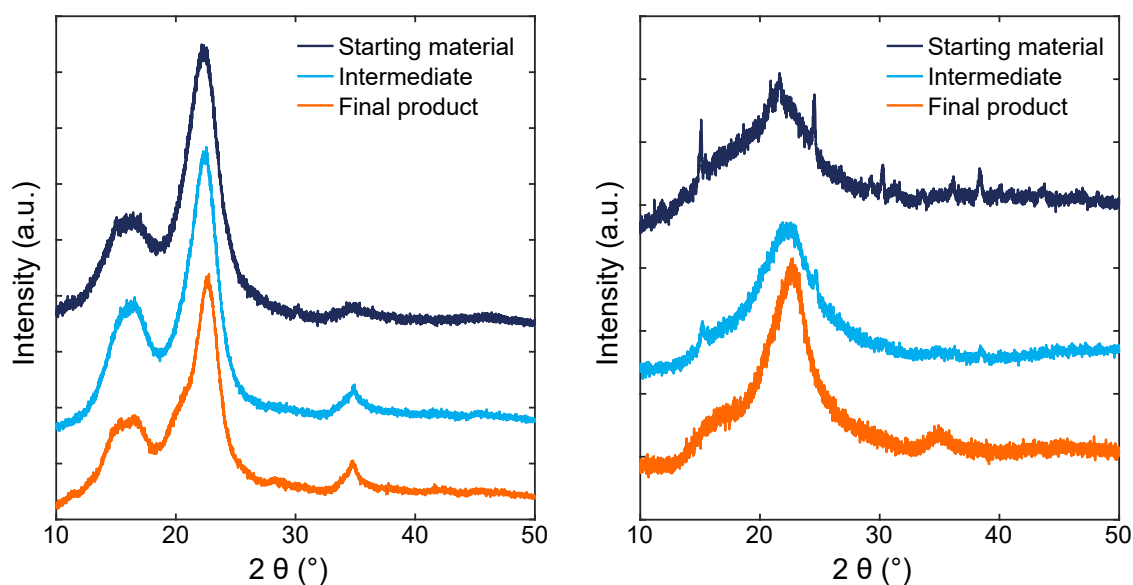 Starting material
Intermediate
Final product
Intensity (a.u.)
10 20 30 40 50
2 θ (°)
Starting material
Intermediate
Final product
Intensity (a.u.)
10 20 30 40 50
2 θ (°)